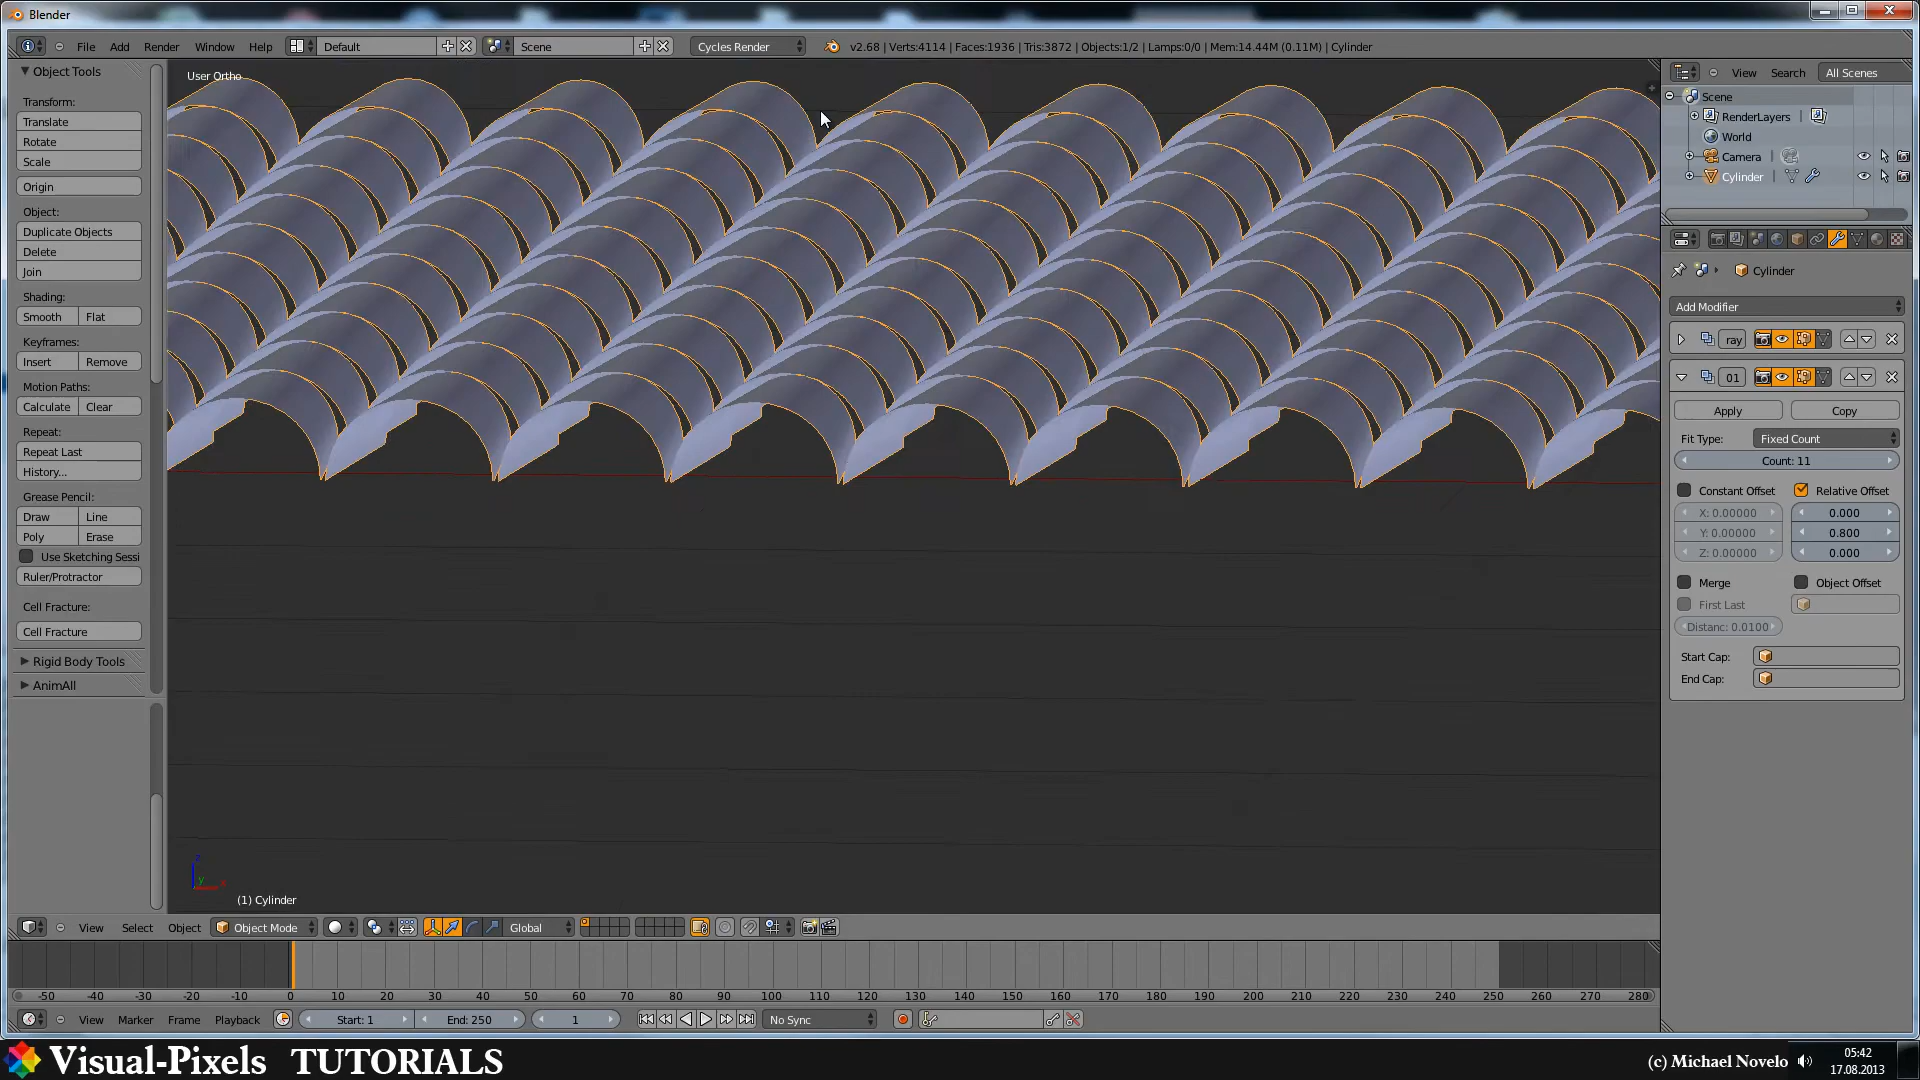 Blender
File Add Render Window Help Default Scene Cycles Render v2.68 | Verts:4114 | Faces:1936 | Tris:3872 | Objects:1/2 | Lamps:0/0 | Mem:14.44M (0.11M) | Cylinder
Object Tools
Transform:
Translate
Rotate
Scale
Origin
Object:
Duplicate Objects
Delete
Join
Shading:
Smooth Flat
Keyframes:
Insert Remove
Motion Paths:
Calculate Clear
Repeat:
Repeat Last
History...
Grease Pencil:
Draw Line
Poly Erase
Use Sketching Sessi
Ruler/Protractor
Cell Fracture:
Cell Fracture
Rigid Body Tools
AnimAll
User Ortho
z
y x
(1) Cylinder
View Search All Scenes
Scene
RenderLayers
World
Camera
Cylinder
Cylinder
Add Modifier
ray
01
Apply Copy
Fit Type: Fixed Count
Count: 11
Constant Offset Relative Offset
X: 0.00000 0.000
Y: 0.00000 0.800
Z: 0.00000 0.000
Merge Object Offset
First Last
Distanc: 0.0100
Start Cap:
End Cap:
View Select Object Object Mode Global
-50 -40 -30 -20 -10 0 10 20 30 40 50 60 70 80 90 100 110 120 130 140 150 160 170 180 190 200 210 220 230 240 250 260 270 280
View Marker Frame Playback Start: 1 End: 250 1 No Sync
Visual-Pixels TUTORIALS
(c) Michael Novelo
05:42
17.08.2013